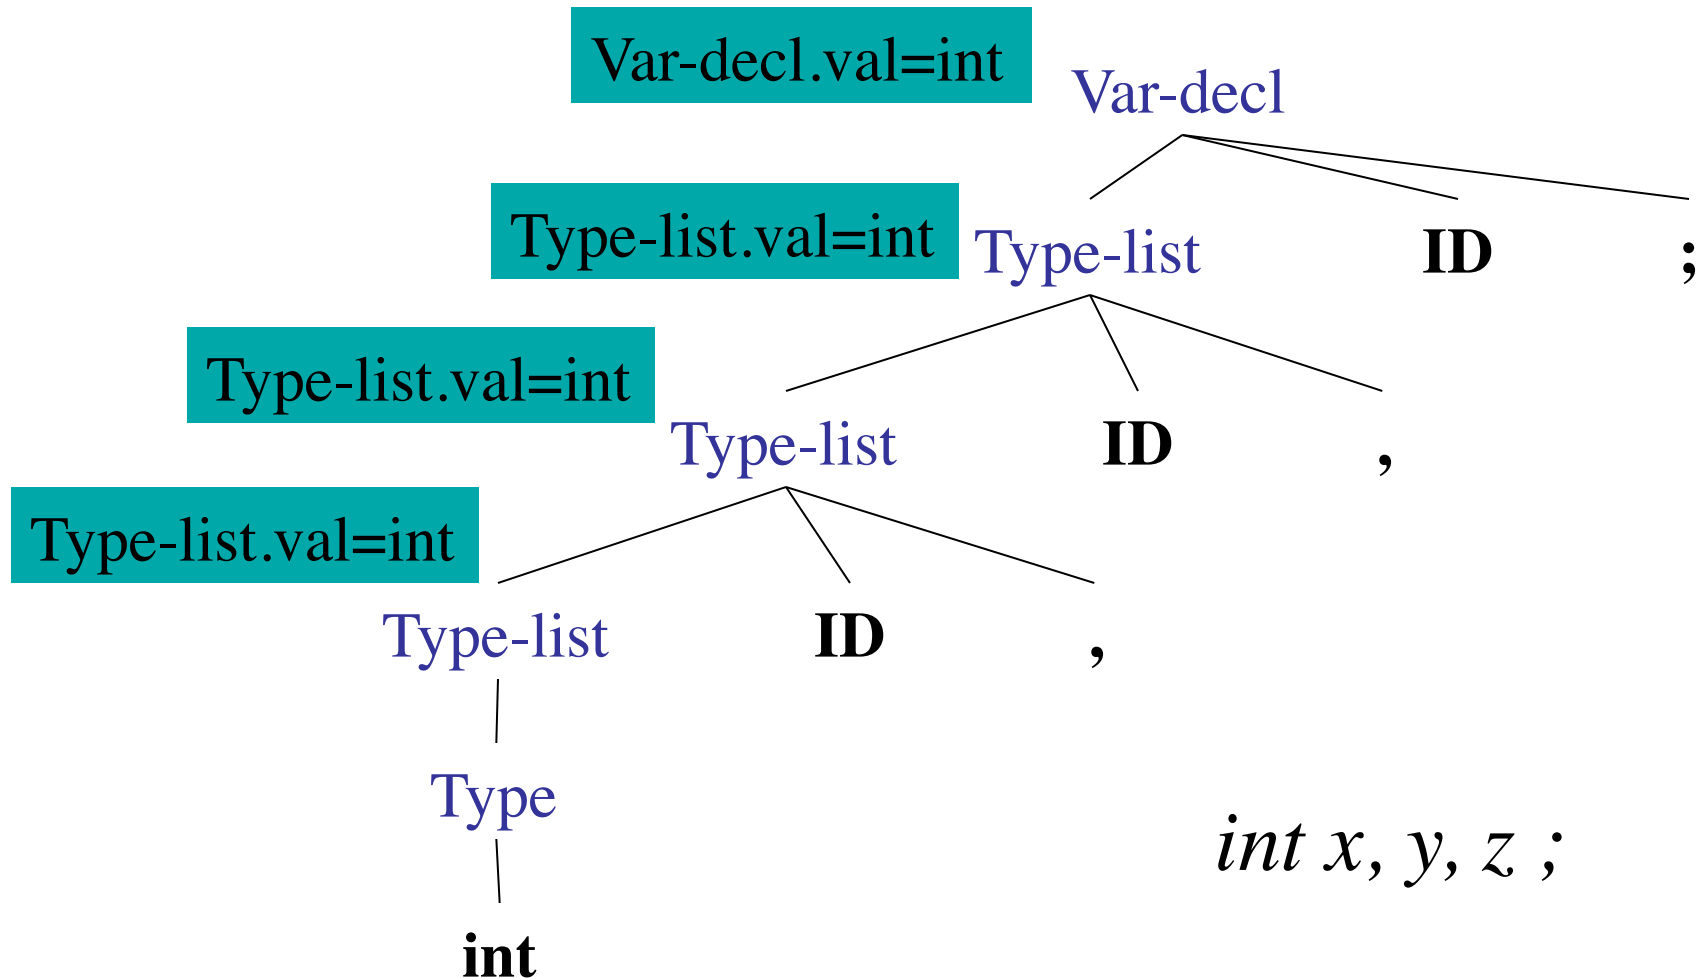 Var-decl.val=int
Var-decl
Type-list.val=int
Type-list
ID
;
Type-list.val=int
Type-list
ID
,
Type-list.val=int
Type-list
ID
,
Type
int x, y, z ;
int